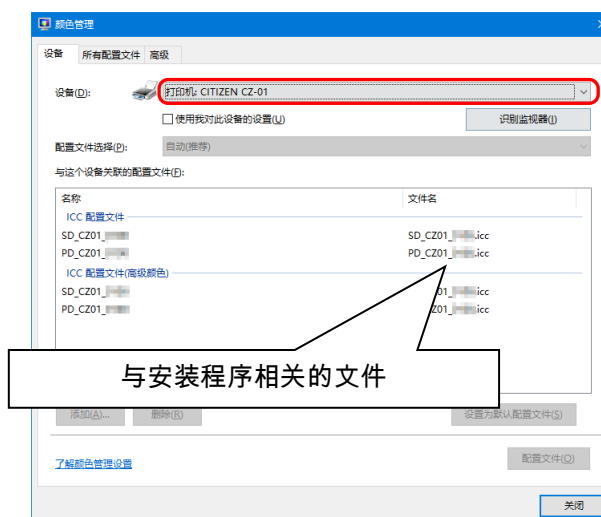 颜色管理
设备 所有配置文件 高级
设备(D): 打印机: CITIZEN CZ-01
使用我对此设备的设置(U) 识别监视器(I)
配置文件选择(P): 自动(推荐)
与这个设备关联的配置文件(F):
名称 文件名
ICC 配置文件
SD_CZ01_ SD_CZ01_ .icc
PD_CZ01_ PD_CZ01_ .icc
ICC 配置文件(高级颜色)
SD_CZ01_ 01_ icc
PD_CZ01_ Z01_ icc
与安装程序相关的文件
添加(A)... 删除(R) 设置为默认配置文件(S)
了解颜色管理设置 配置文件(O)
关闭